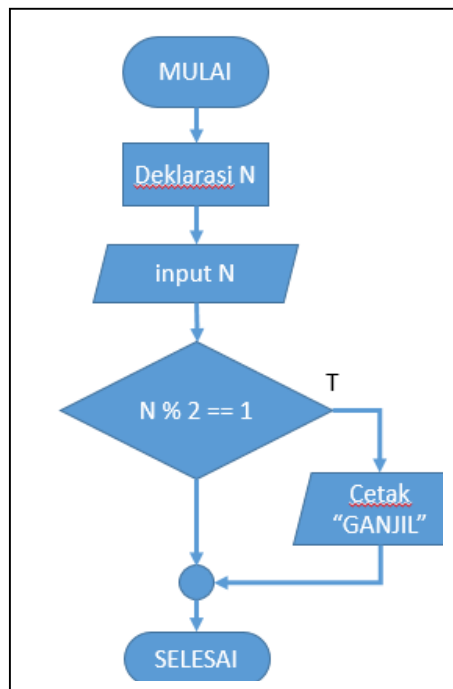 MULAI
Deklarasi N
input N
N % 2 == 1
T
Cetak
“GANJIL”
SELESAI